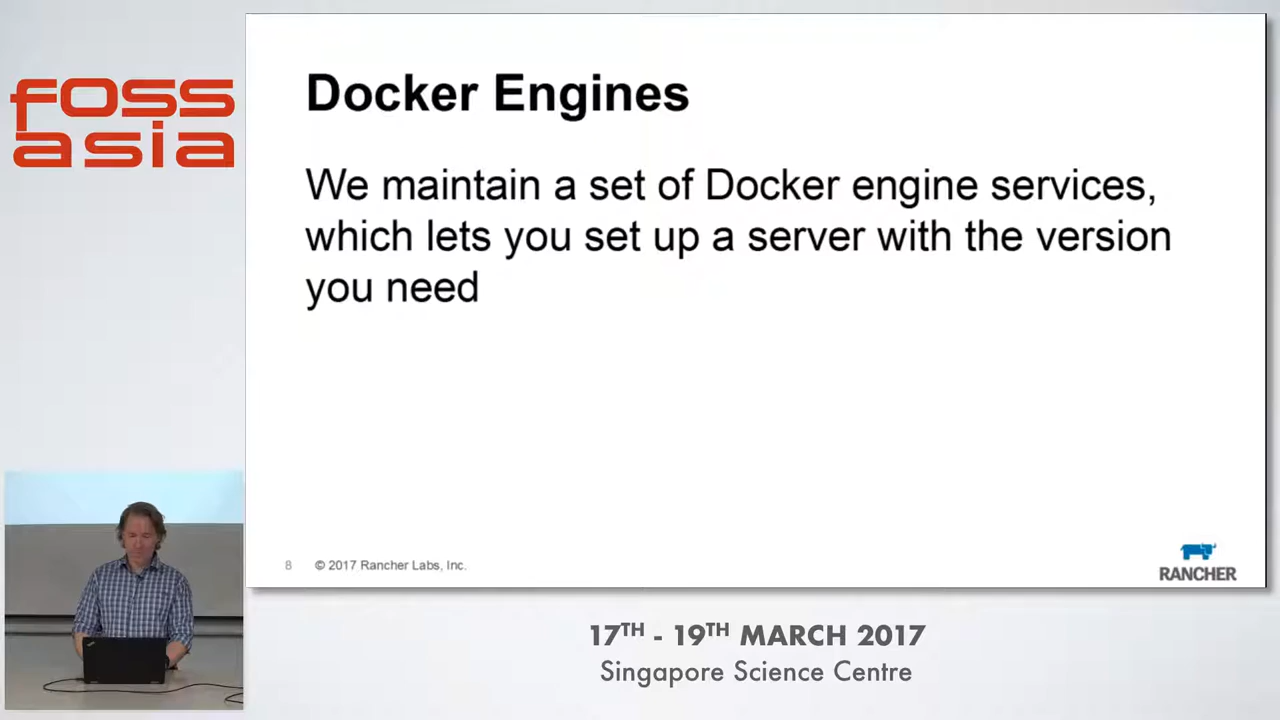 foss
asia
Docker Engines
We maintain a set of Docker engine services,
which lets you set up a server with the version
you need
8 © 2017 Rancher Labs, Inc.
RANCHER
17TH - 19TH MARCH 2017
Singapore Science Centre